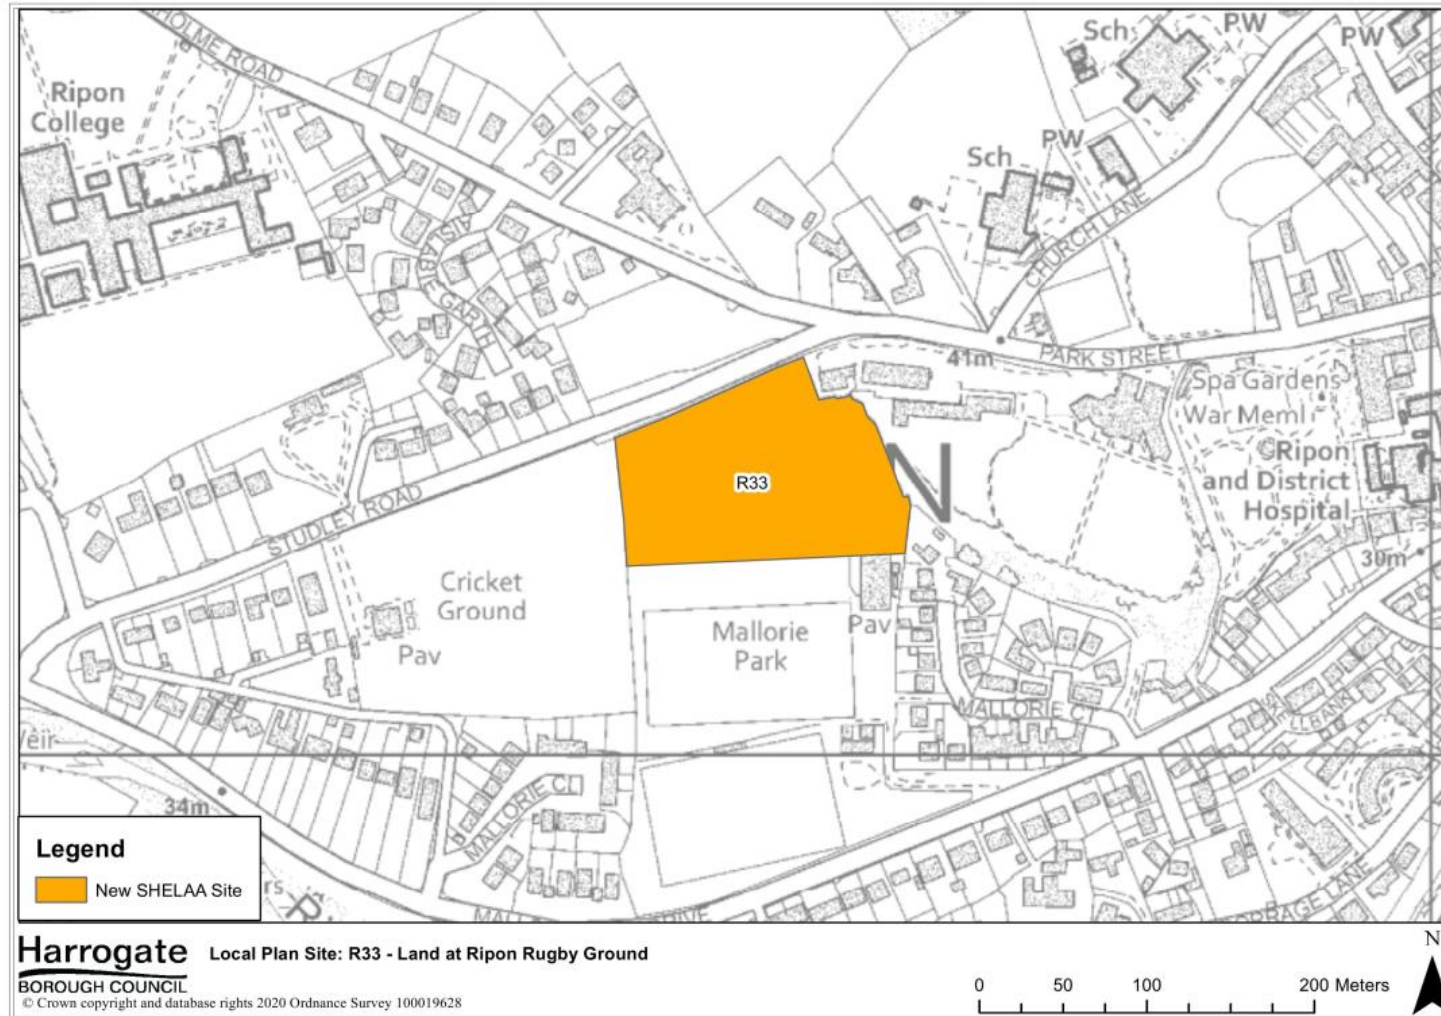 HOLME ROAD
Ripon
College
Sch
PW
PW
Sch
PW
CHURCH LANE
41m
PARK STREET
Spa Gardens
War Meml
Ripon
and District
Hospital
30m
R33
N
STUDLEY ROAD
Cricket
Ground
Pav
Mallorie
Park
Pav
MALLORIE CT
SKELLBANK
Weir
34m
MALLORIE CL
DRIVE
Legend
New SHELAA Site
Harrogate
BOROUGH COUNCIL
Local Plan Site: R33 - Land at Ripon Rugby Ground
© Crown copyright and database rights 2020 Ordnance Survey 100019628
0 50 100 200 Meters
N